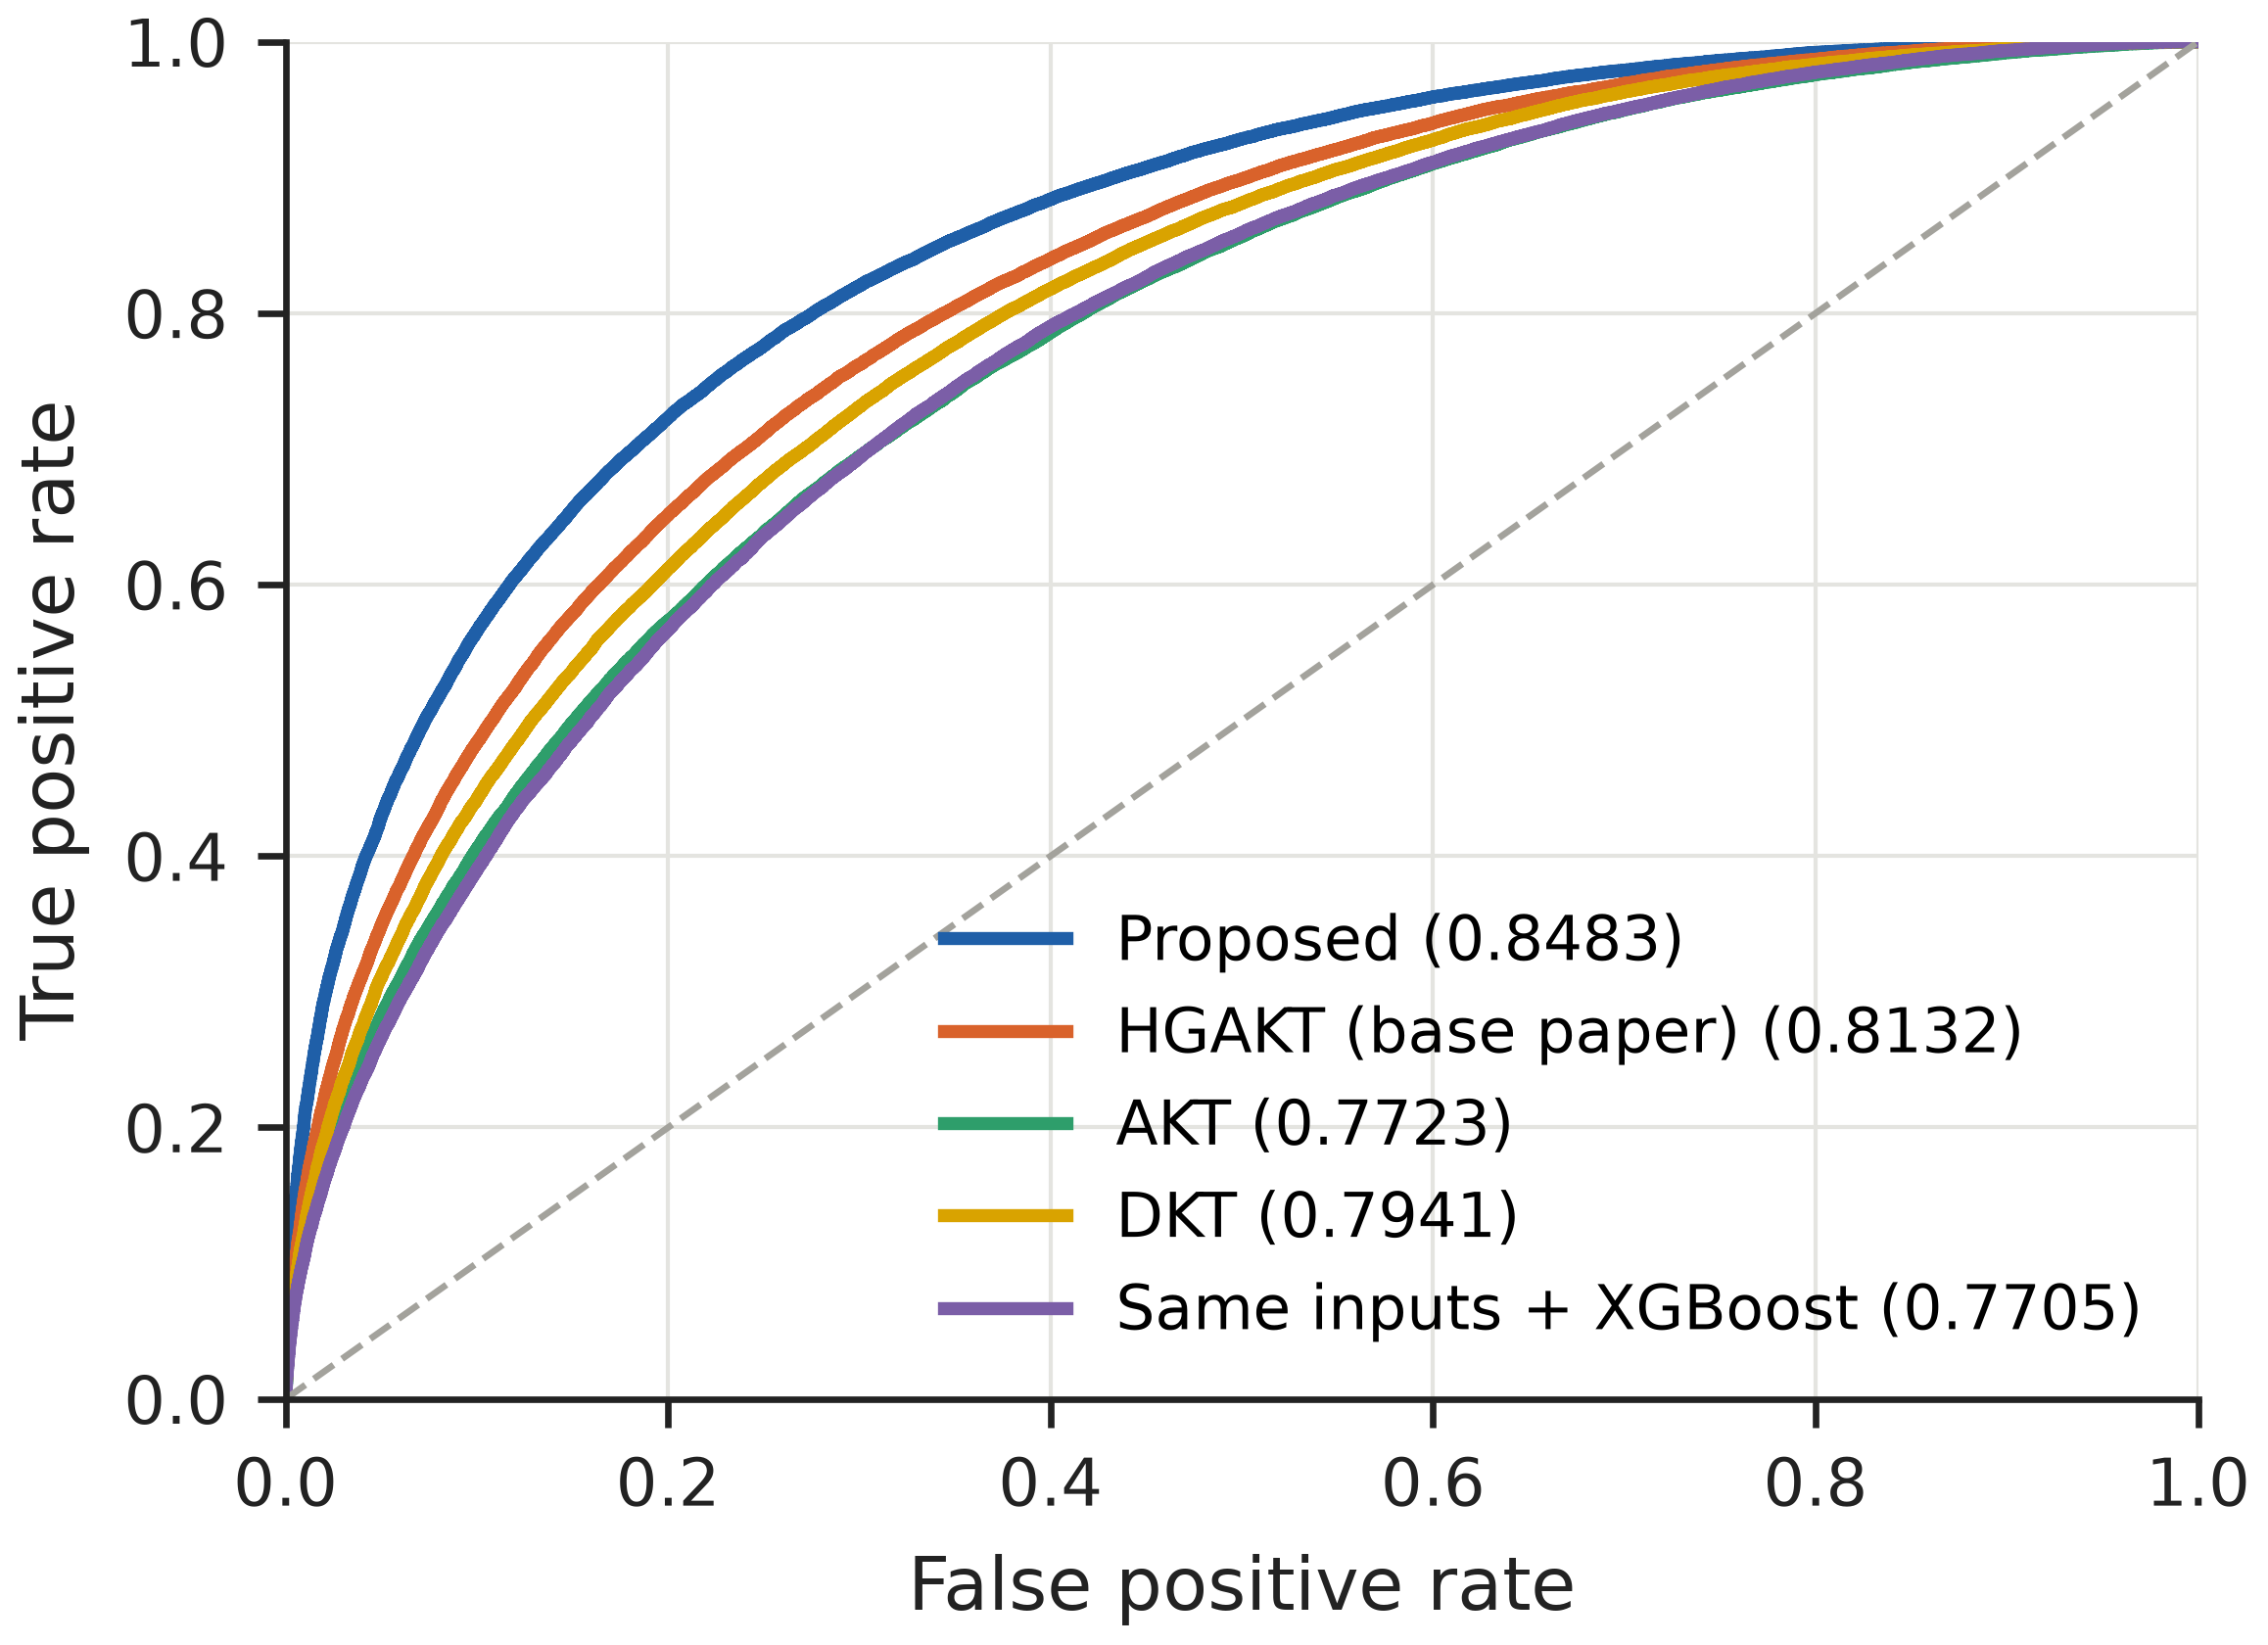 1.0
0.8
0.6
0.4
0.2
0.0
True positive rate
Proposed (0.8483)
HGAKT (base paper) (0.8132)
AKT (0.7723)
DKT (0.7941)
Same inputs + XGBoost (0.7705)
0.0 0.2 0.4 0.6 0.8 1.0
False positive rate